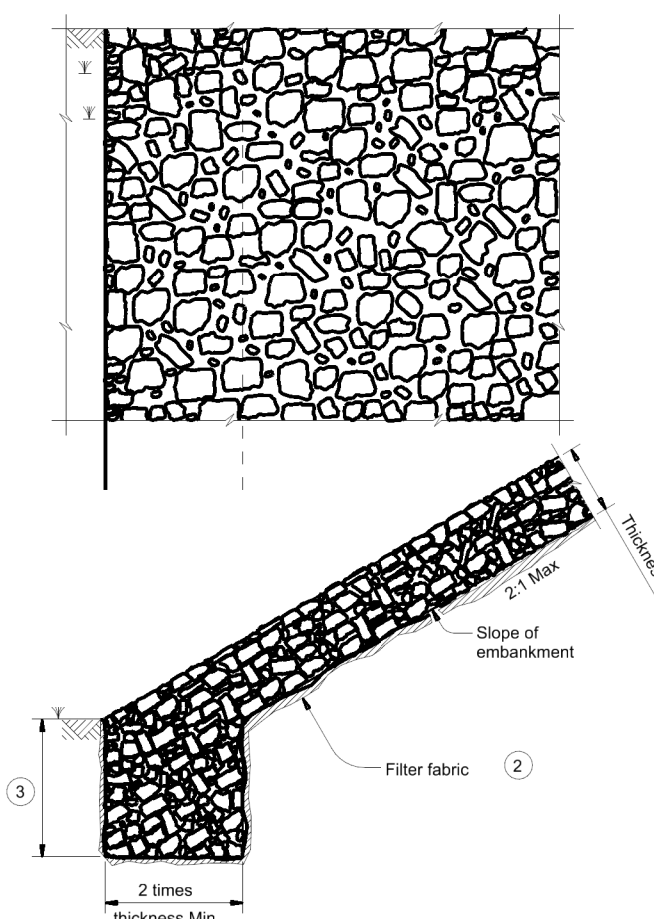 Thickness
2:1 Max
Slope of
embankment
Filter fabric
2
3
2 times
thickness Min